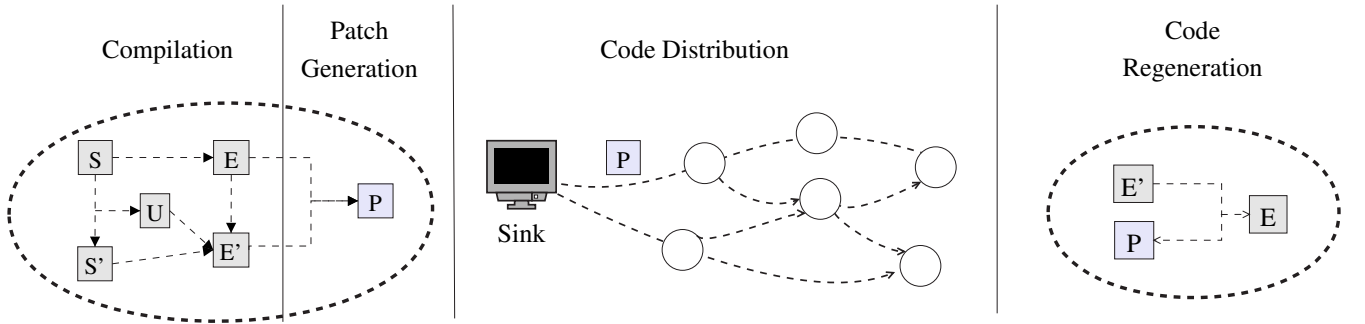 Compilation
Patch
Generation
Code Distribution
Code
Regeneration
S
E
U
S'
E'
P
P
Sink
E'
P
E